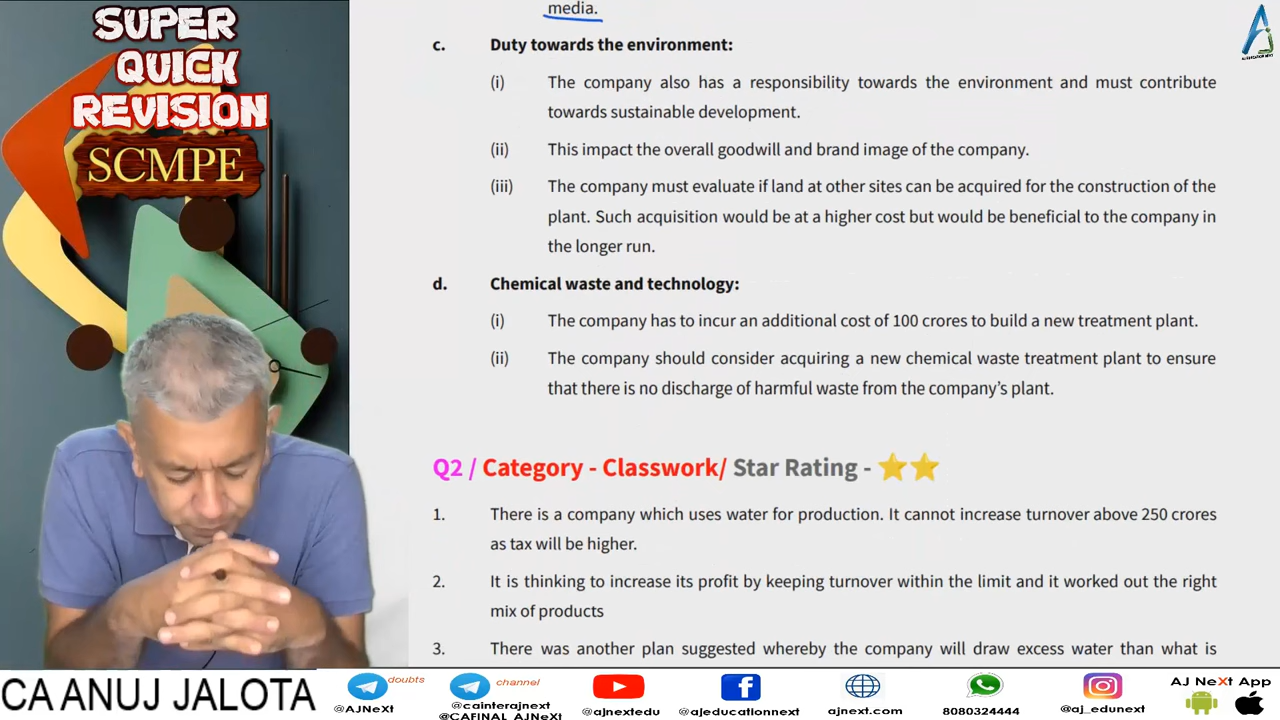 SUPER
QUICK
REVISION
SCMPE
media.
c. Duty towards the environment:
(i) The company also has a responsibility towards the environment and must contribute
towards sustainable development.
(ii) This impact the overall goodwill and brand image of the company.
(iii) The company must evaluate if land at other sites can be acquired for the construction of the
plant. Such acquisition would be at a higher cost but would be beneficial to the company in
the longer run.
d. Chemical waste and technology:
(i) The company has to incur an additional cost of 100 crores to build a new treatment plant.
(ii) The company should consider acquiring a new chemical waste treatment plant to ensure
that there is no discharge of harmful waste from the company's plant.
Q2 / Category - Classwork/ Star Rating - ⭐⭐
1. There is a company which uses water for production. It cannot increase turnover above 250 crores
as tax will be higher.
2. It is thinking to increase its profit by keeping turnover within the limit and it worked out the right
mix of products
3. There was another plan suggested whereby the company will draw excess water than what is
CA ANUJ JALOTA
doubts
@AJNeXt
channel
@cainterajnext
@CAFINAL_AJNeXt
@ajnextedu
@ajeducationnext
ajnext.com
8080324444
@aj_edunext
AJ NeXt App